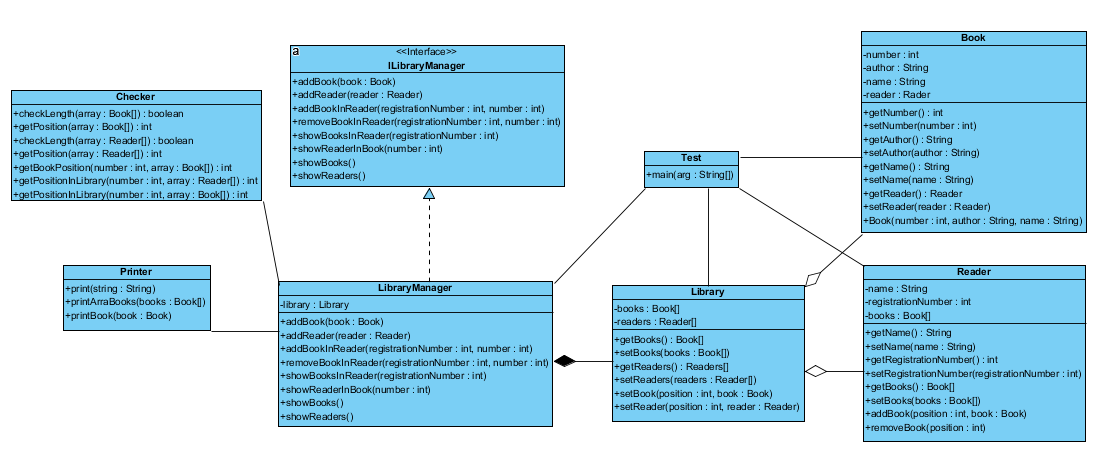 Checker
+checkLength(array : Book[]) : boolean
+getPosition(array : Book[]) : int
+checkLength(array : Reader[]) : boolean
+getPosition(array : Reader[]) : int
+getBookPosition(number : int, array : Book[]) : int
+getPositionInLibrary(number : int, array : Reader[]) : int
+getPositionInLibrary(number : int, array : Book[]) : int
a
<<Interface>>
ILibraryManager
+addBook(book : Book)
+addReader(reader : Reader)
+addBookInReader(registrationNumber : int, number : int)
+removeBookInReader(registrationNumber : int, number : int)
+showBooksInReader(registrationNumber : int)
+showReaderInBook(number : int)
+showBooks()
+showReaders()
Book
-number : int
-author : String
-name : String
-reader : Rader
+getNumber() : int
+setNumber(number : int)
+getAuthor() : String
+setAuthor(author : String)
+getName() : String
+setName(name : String)
+getReader() : Reader
+setReader(reader : Reader)
+Book(number : int, author : String, name : String)
Test
+main(arg : String[])
Printer
+print(string : String)
+printArraBooks(books : Book[])
+printBook(book : Book)
LibraryManager
-library : Library
+addBook(book : Book)
+addReader(reader : Reader)
+addBookInReader(registrationNumber : int, number : int)
+removeBookInReader(registrationNumber : int, number : int)
+showBooksInReader(registrationNumber : int)
+showReaderInBook(number : int)
+showBooks()
+showReaders()
Library
-books : Book[]
-readers : Reader[]
+getBooks() : Book[]
+setBooks(books : Book[])
+getReaders() : Readers[]
+setReaders(readers : Reader[])
+setBook(position : int, book : Book)
+setReader(position : int, reader : Reader)
Reader
-name : String
-registrationNumber : int
-books : Book[]
+getName() : String
+setName(name : String)
+getRegistrationNumber() : int
+setRegistrationNumber(registrationNumber : int)
+getBooks() : Book[]
+setBooks(books : Book[])
+addBook(position : int, book : Book)
+removeBook(position : int)